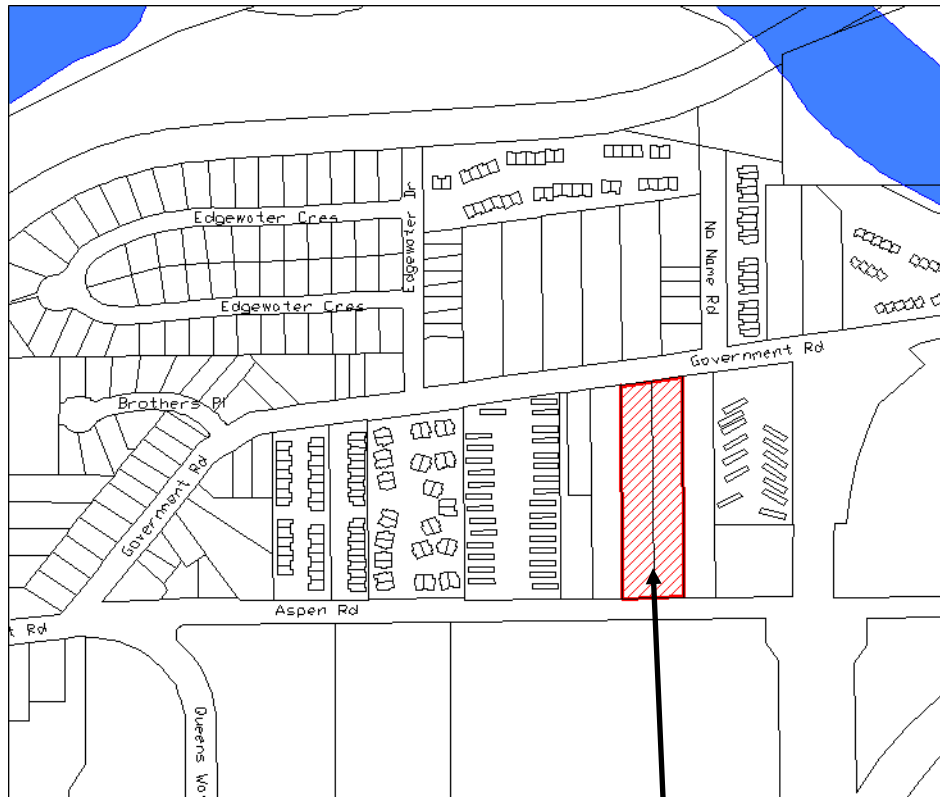 Edgewater Cres
Edgewater Dr
No Name Rd
Edgewater Cres
Government Rd
Brothers Pl
Government Rd
Aspen Rd
Rd
Queens